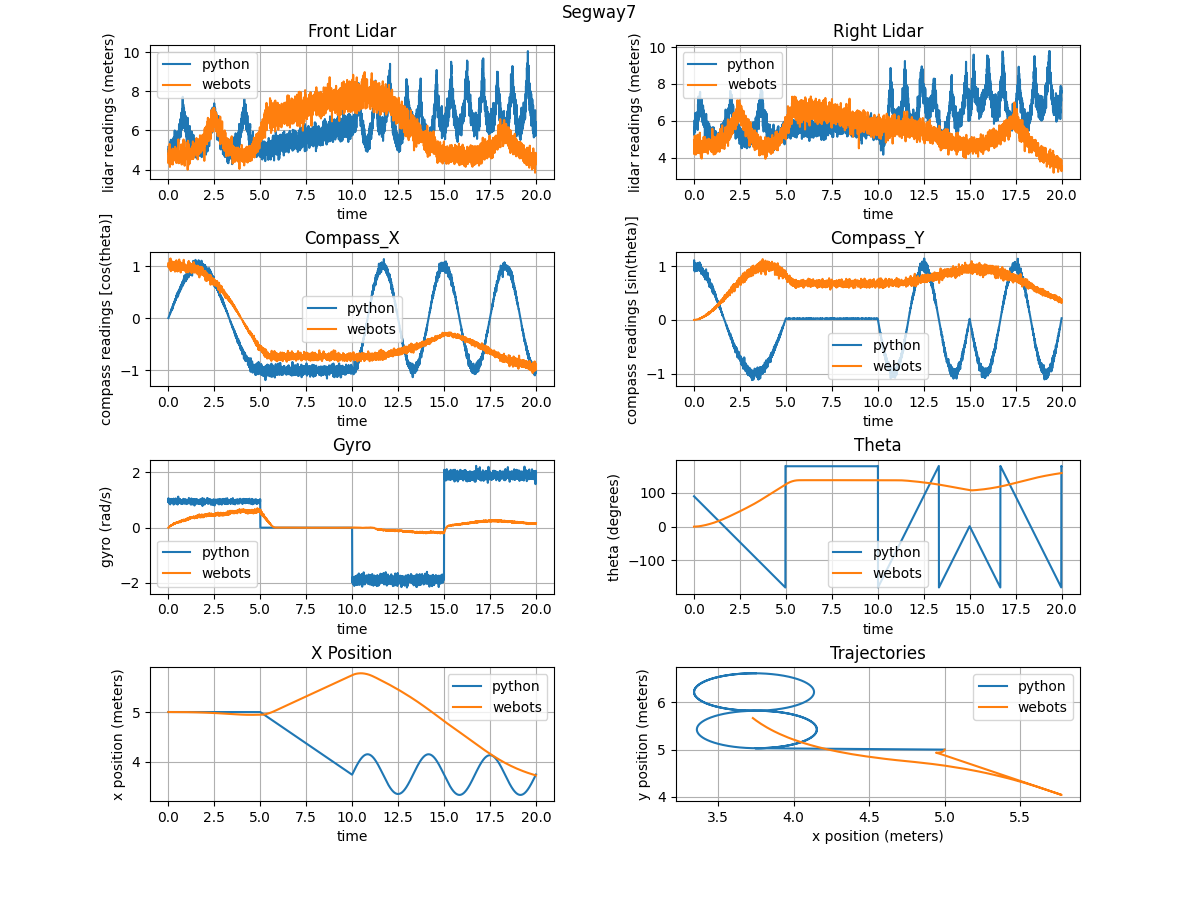 Segway7
Front Lidar
lidar readings (meters)
10
8
6
4
python
webots
0.0 2.5 5.0 7.5 10.0 12.5 15.0 17.5 20.0
time
Right Lidar
lidar readings (meters)
10
8
6
4
python
webots
0.0 2.5 5.0 7.5 10.0 12.5 15.0 17.5 20.0
time
Compass_X
compass readings [cos(theta)]
1
0
−1
python
webots
0.0 2.5 5.0 7.5 10.0 12.5 15.0 17.5 20.0
time
Compass_Y
compass readings [sin(theta)]
1
0
−1
python
webots
0.0 2.5 5.0 7.5 10.0 12.5 15.0 17.5 20.0
time
Gyro
gyro (rad/s)
2
0
−2
python
webots
0.0 2.5 5.0 7.5 10.0 12.5 15.0 17.5 20.0
time
Theta
theta (degrees)
100
0
−100
python
webots
0.0 2.5 5.0 7.5 10.0 12.5 15.0 17.5 20.0
time
X Position
x position (meters)
5
4
python
webots
0.0 2.5 5.0 7.5 10.0 12.5 15.0 17.5 20.0
time
Trajectories
y position (meters)
6
5
4
python
webots
3.5 4.0 4.5 5.0 5.5
x position (meters)